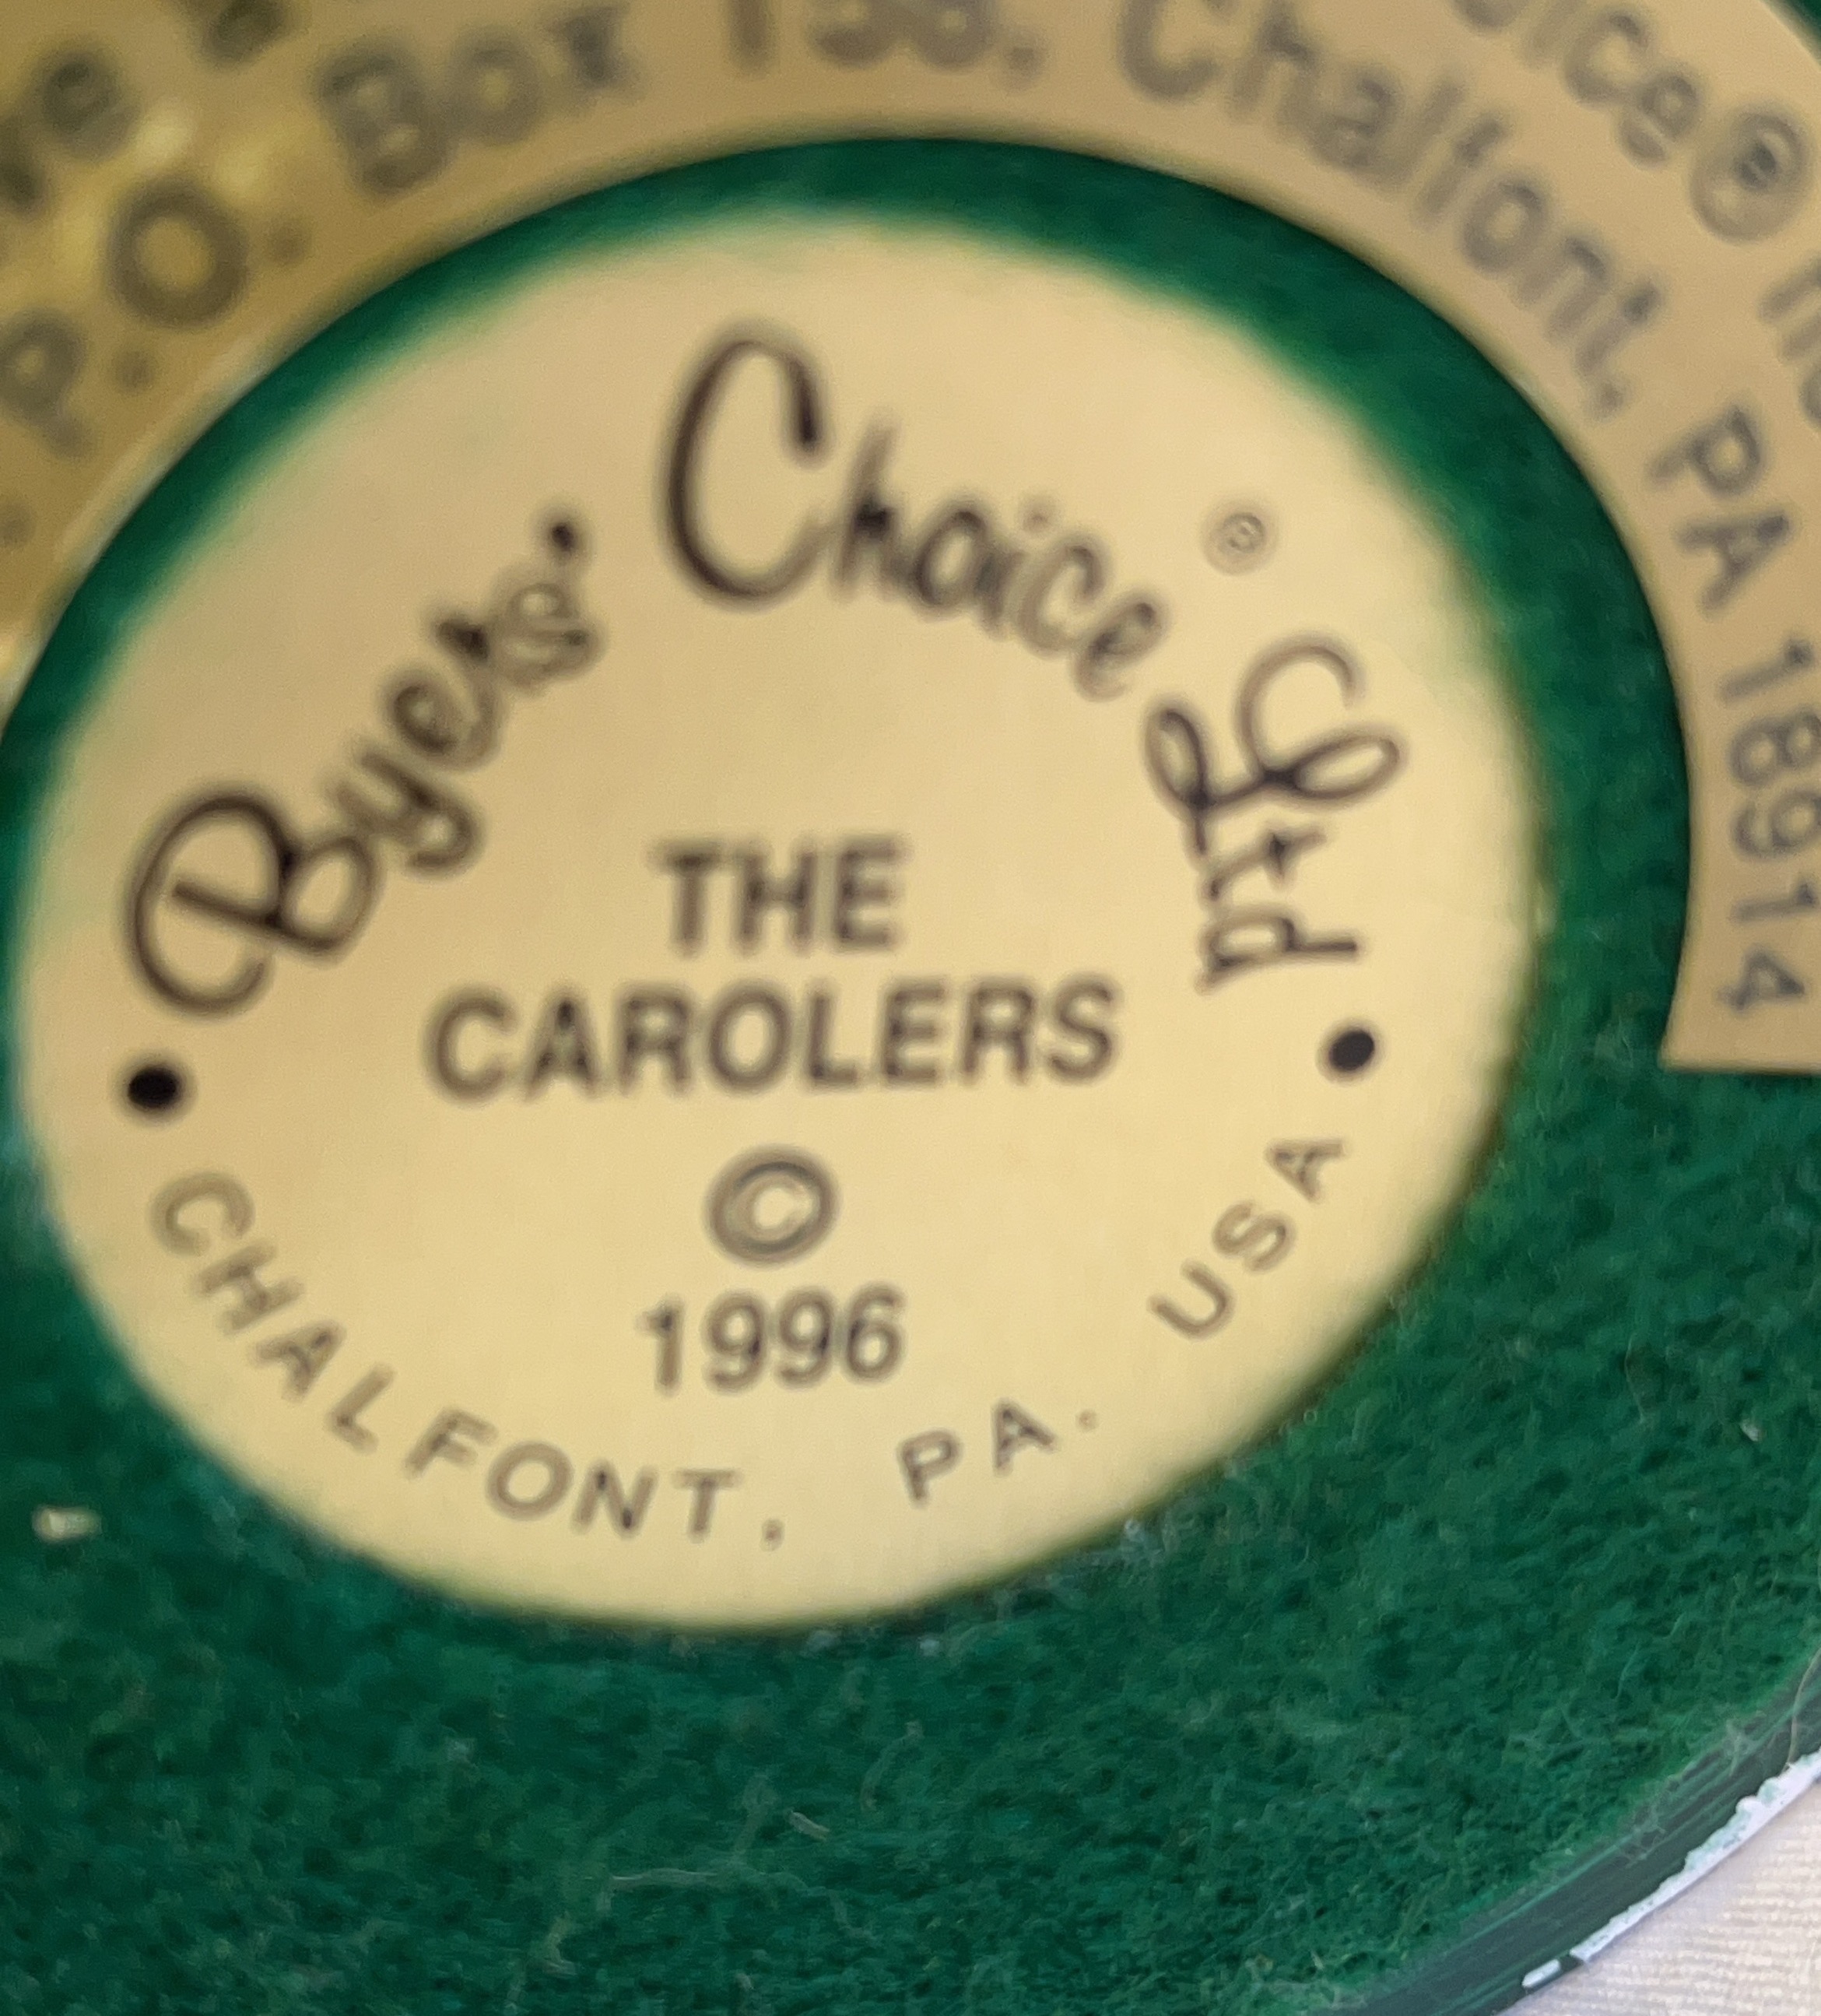 P.O. Box 158, Chalfont, PA 18914
Byers' Choice Ltd
®
THE
CAROLERS
©
1996
CHALFONT, PA. USA